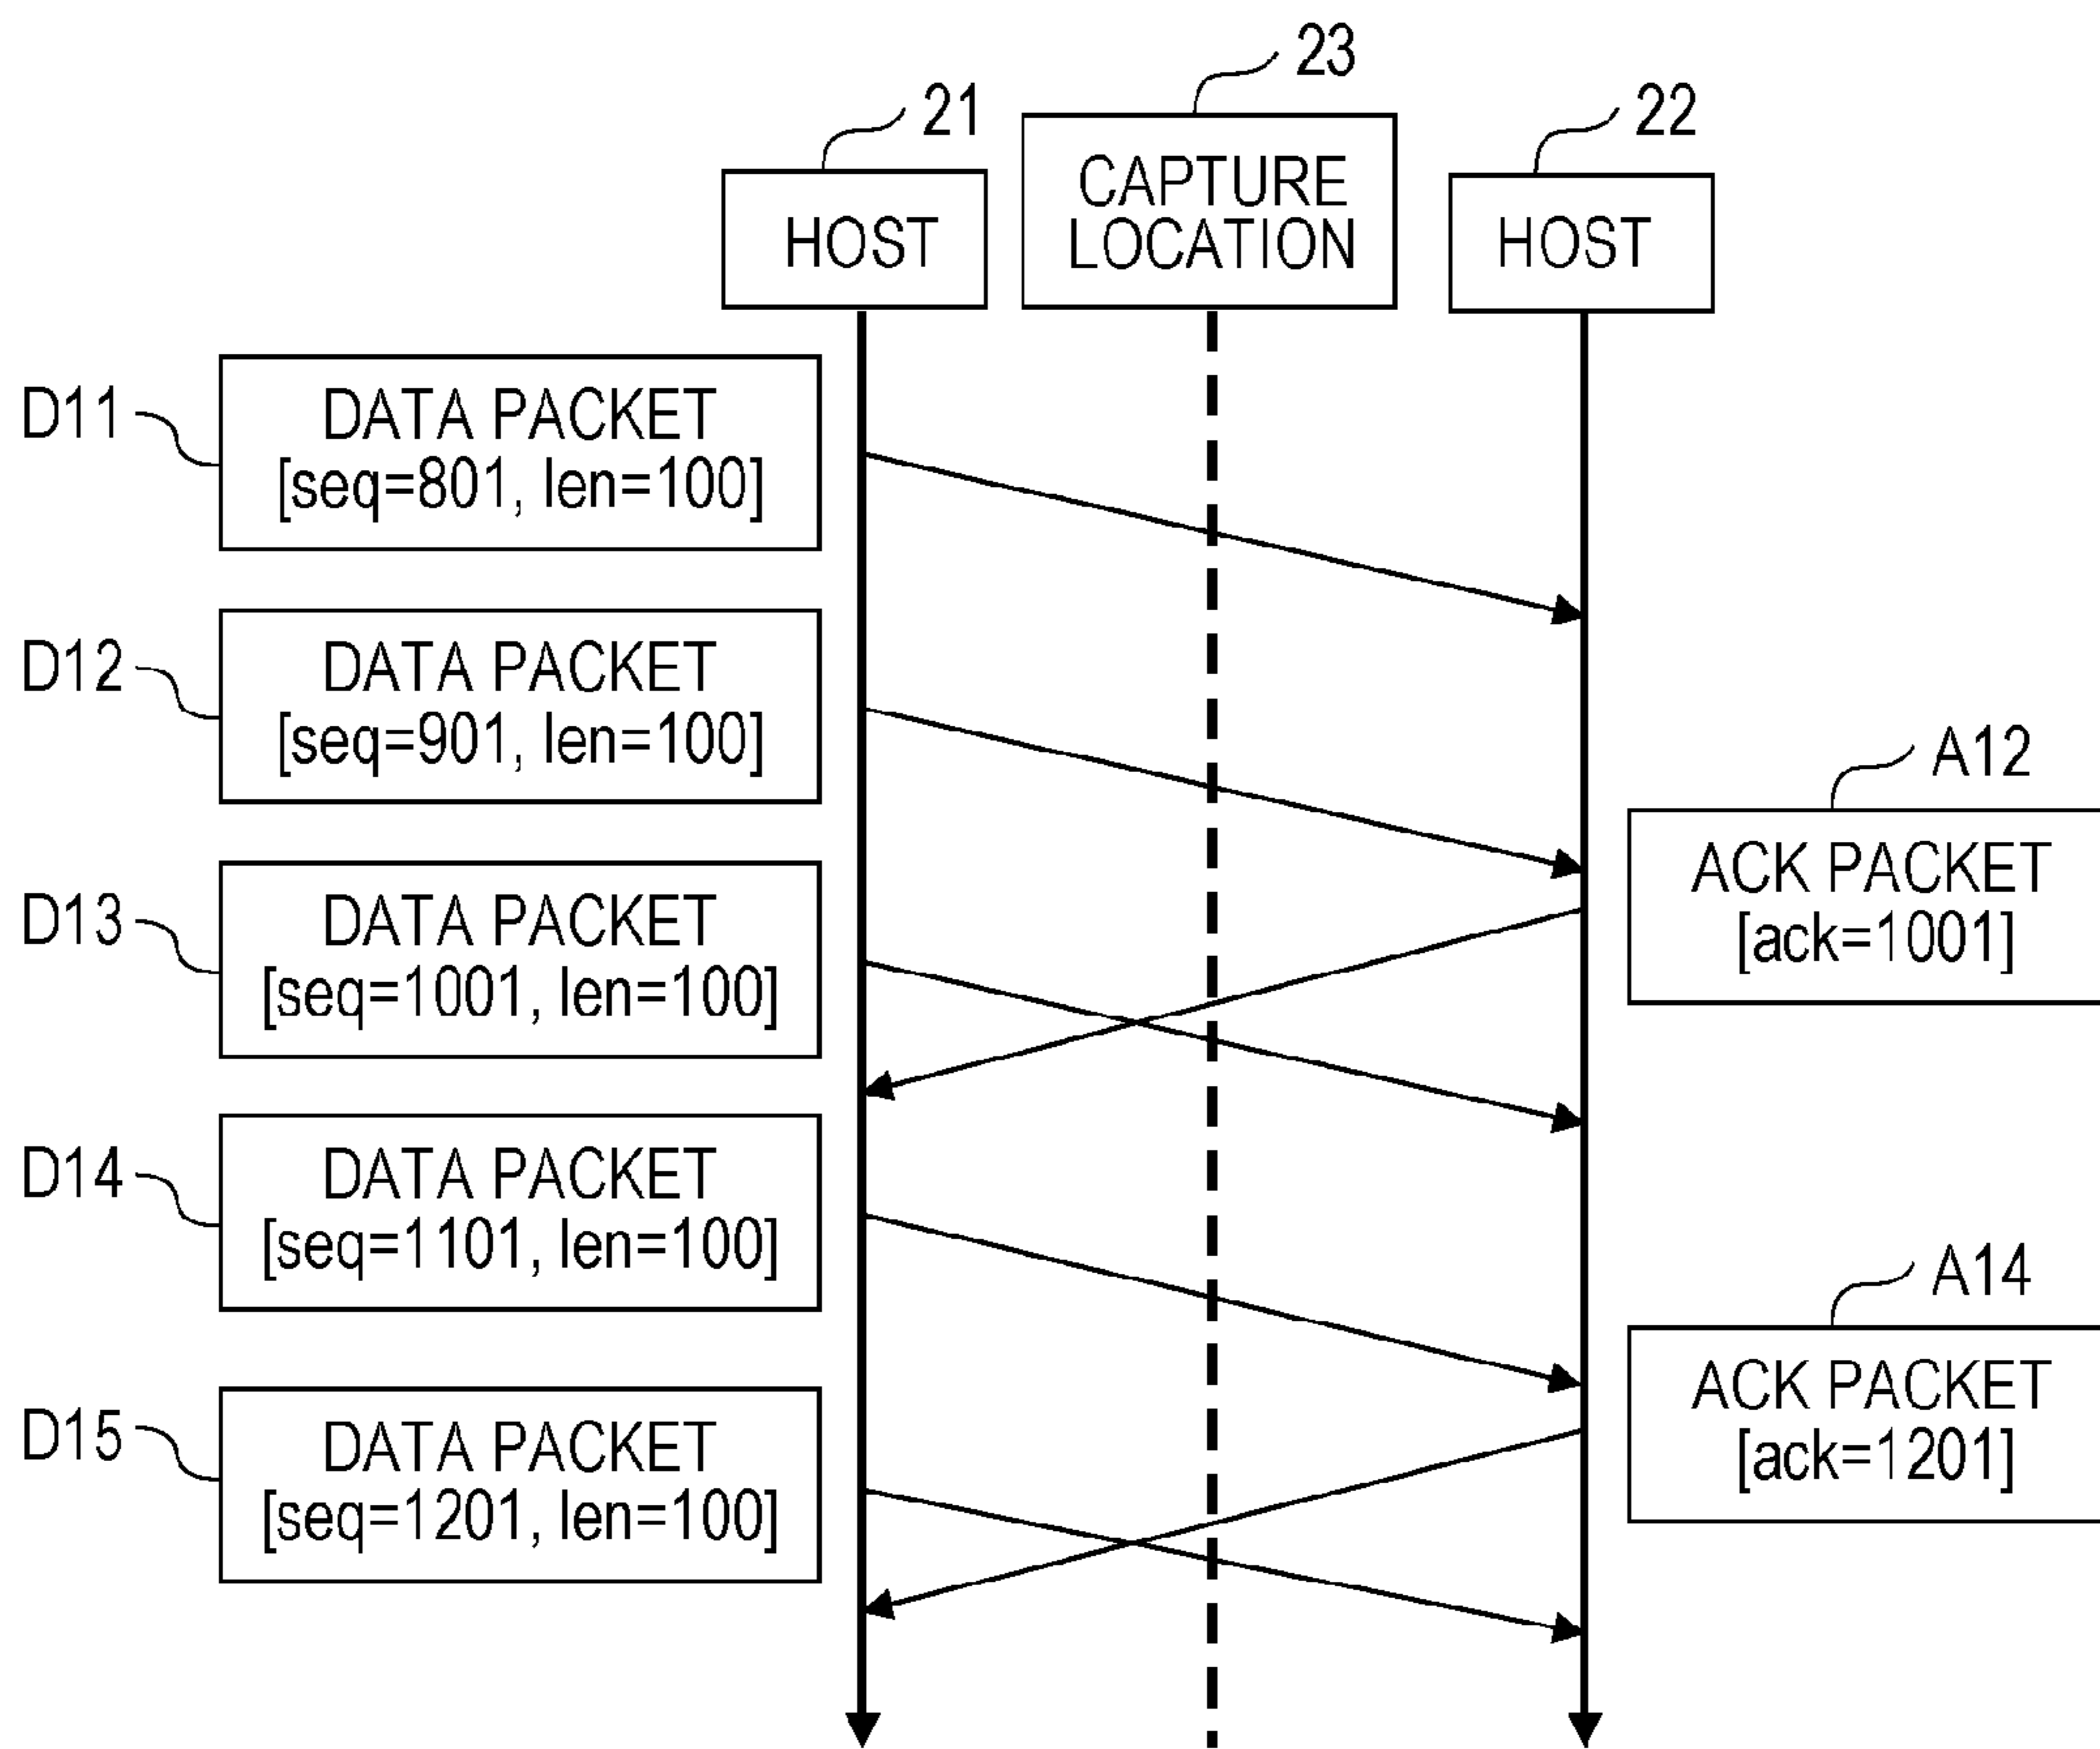 23
21
22
CAPTURE
LOCATION
HOST
HOST
D11
DATA PACKET
[seq=801, len=100]
D12
DATA PACKET
[seq=901, len=100]
A12
ACK PACKET
[ack=1001]
D13
DATA PACKET
[seq=1001, len=100]
D14
DATA PACKET
[seq=1101, len=100]
A14
ACK PACKET
[ack=1201]
D15
DATA PACKET
[seq=1201, len=100]